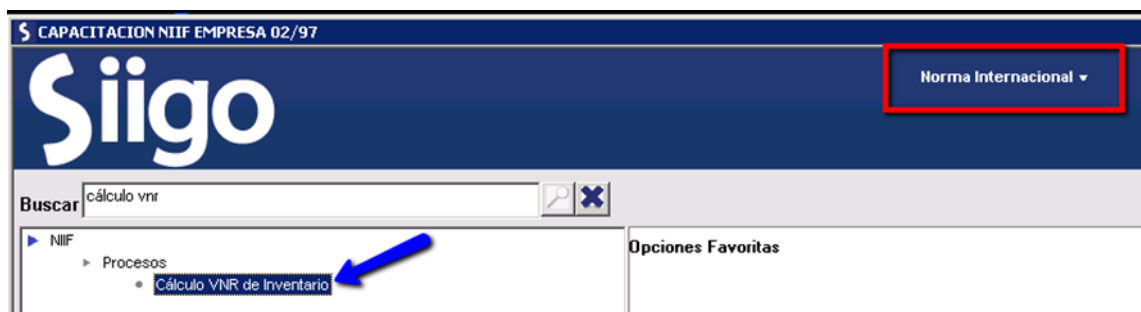 CAPACITACION NIIF EMPRESA 02/97
Siigo
Norma Internacional
Buscar cálculo vnr
NIIF
Procesos
Cálculo VNR de Inventario
Opciones Favoritas